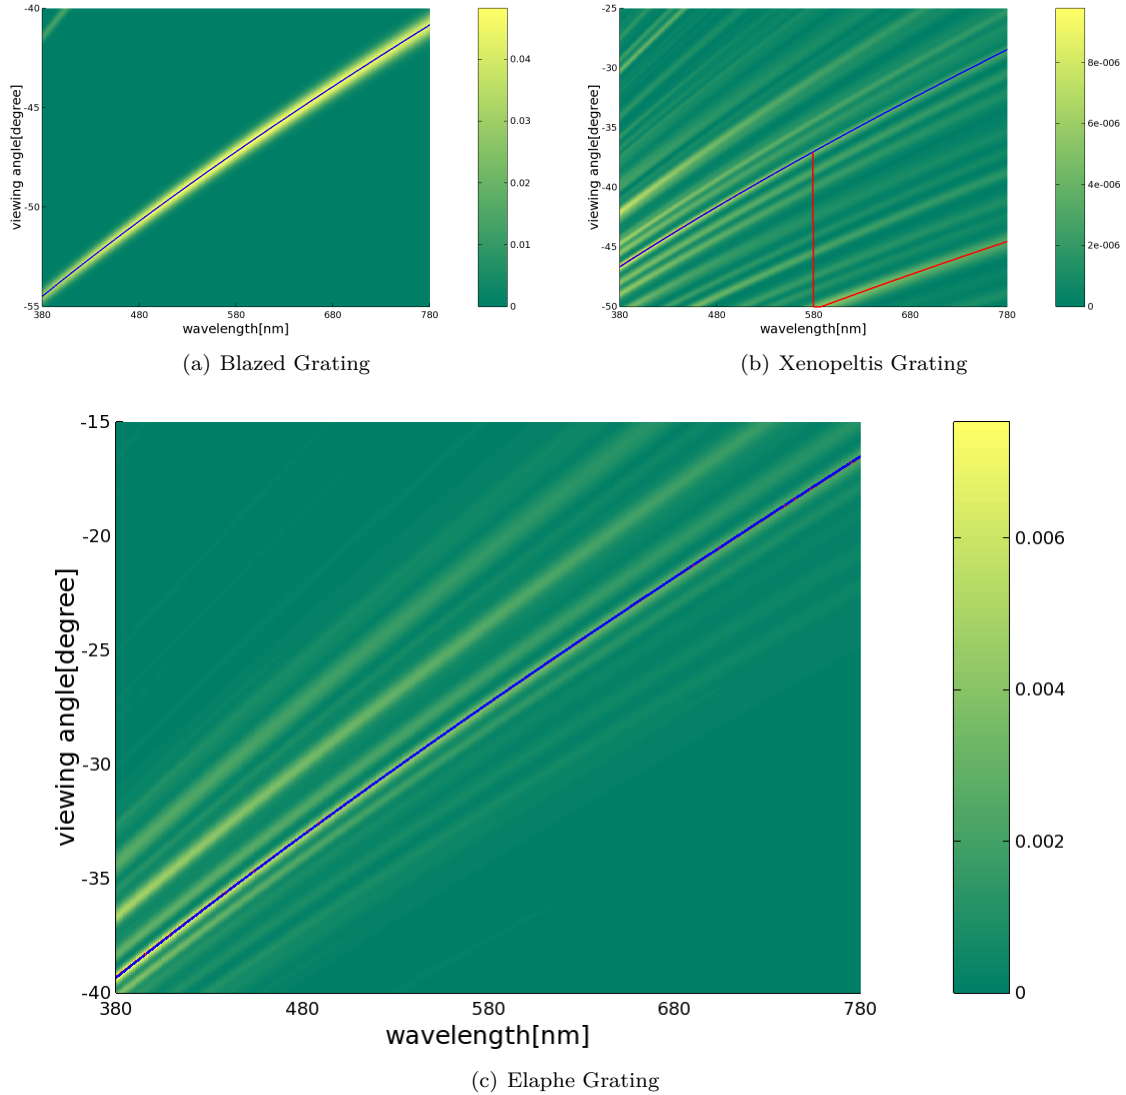 -40
-45
-50
-55
viewing angle[degree]
380 480 580 680 780
wavelength[nm]
0.04
0.03
0.02
0.01
0
(a) Blazed Grating
-25
-30
-35
-40
-45
-50
viewing angle[degree]
380 480 580 680 780
wavelength[nm]
8e-006
6e-006
4e-006
2e-006
0
(b) Xenopeltis Grating
-15
-20
-25
-30
-35
-40
viewing angle[degree]
380 480 580 680 780
wavelength[nm]
0.006
0.004
0.002
0
(c) Elaphe Grating